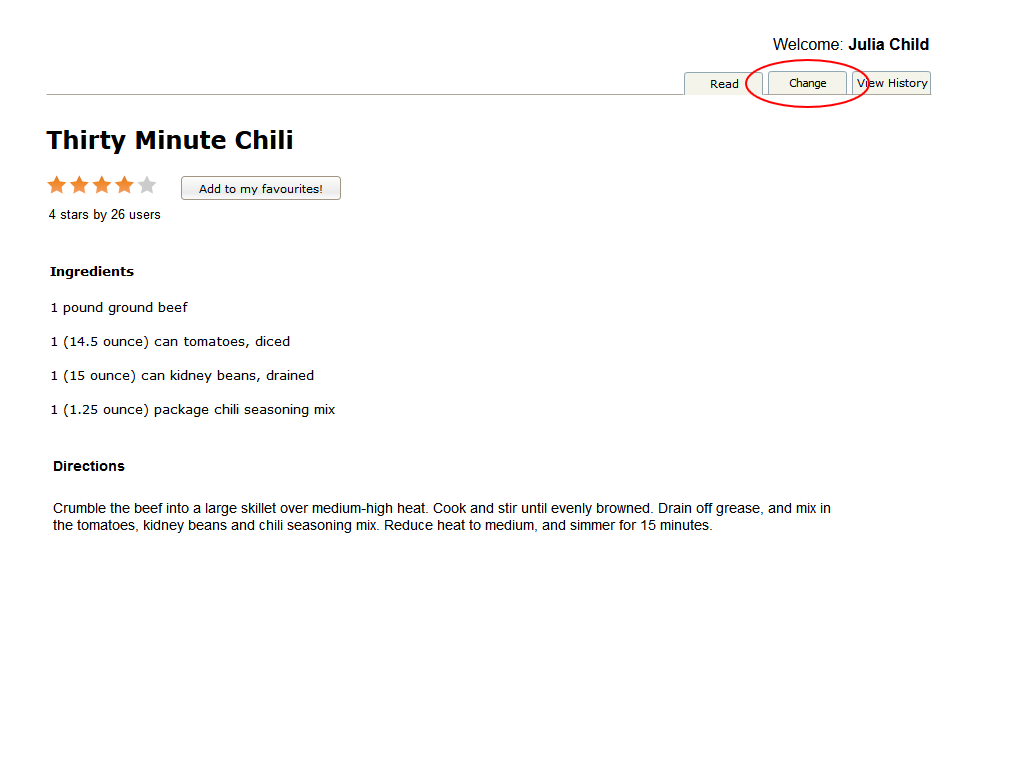 Welcome: Julia Child
Read
Change
View History
Thirty Minute Chili
Add to my favourites!
4 stars by 26 users
Ingredients
1 pound ground beef
1 (14.5 ounce) can tomatoes, diced
1 (15 ounce) can kidney beans, drained
1 (1.25 ounce) package chili seasoning mix
Directions
Crumble the beef into a large skillet over medium-high heat. Cook and stir until evenly browned. Drain off grease, and mix in
the tomatoes, kidney beans and chili seasoning mix. Reduce heat to medium, and simmer for 15 minutes.